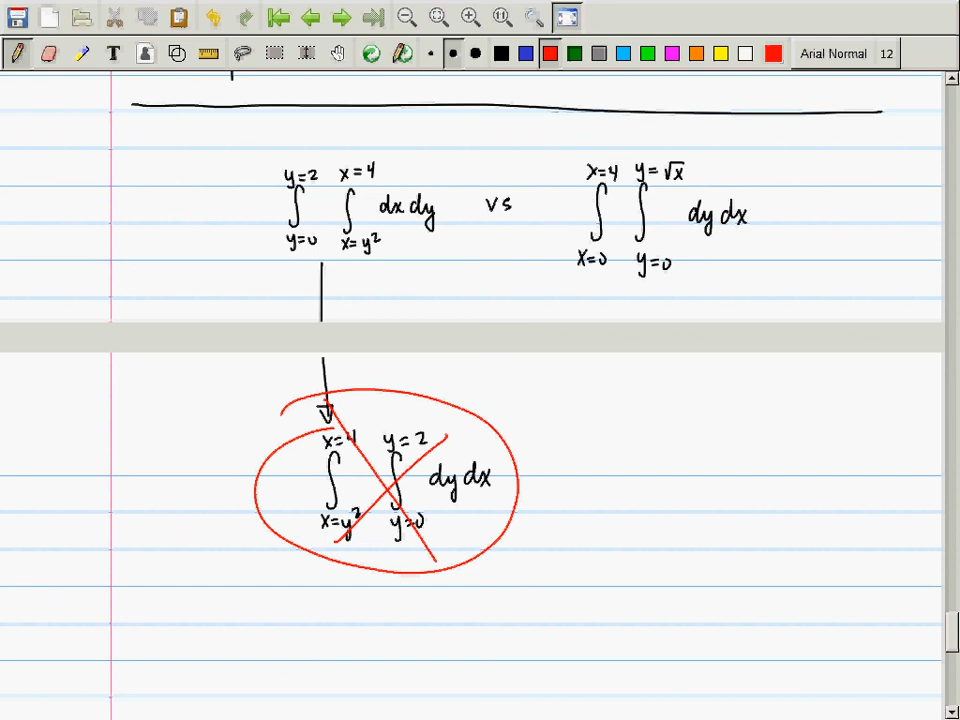 Arial Normal 12
y=2 x=4 x=4 y=√x
∫ ∫ dx dy vs ∫ ∫ dy dx
y=0 x=y² x=0 y=0
x=4 y=2
∫ ∫ dy dx
x=y² y=0